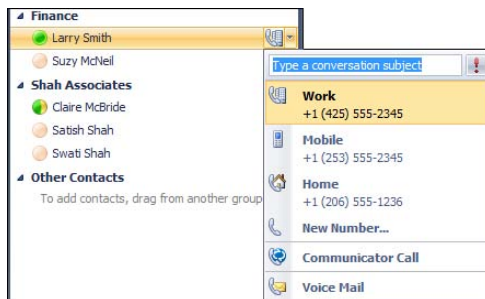 Finance
Larry Smith
Suzy McNeil
Shah Associates
Claire McBride
Satish Shah
Swati Shah
Other Contacts
To add contacts, drag from another group
Type a conversation subject
Work
+1 (425) 555-2345
Mobile
+1 (253) 555-2345
Home
+1 (206) 555-1236
New Number...
Communicator Call
Voice Mail